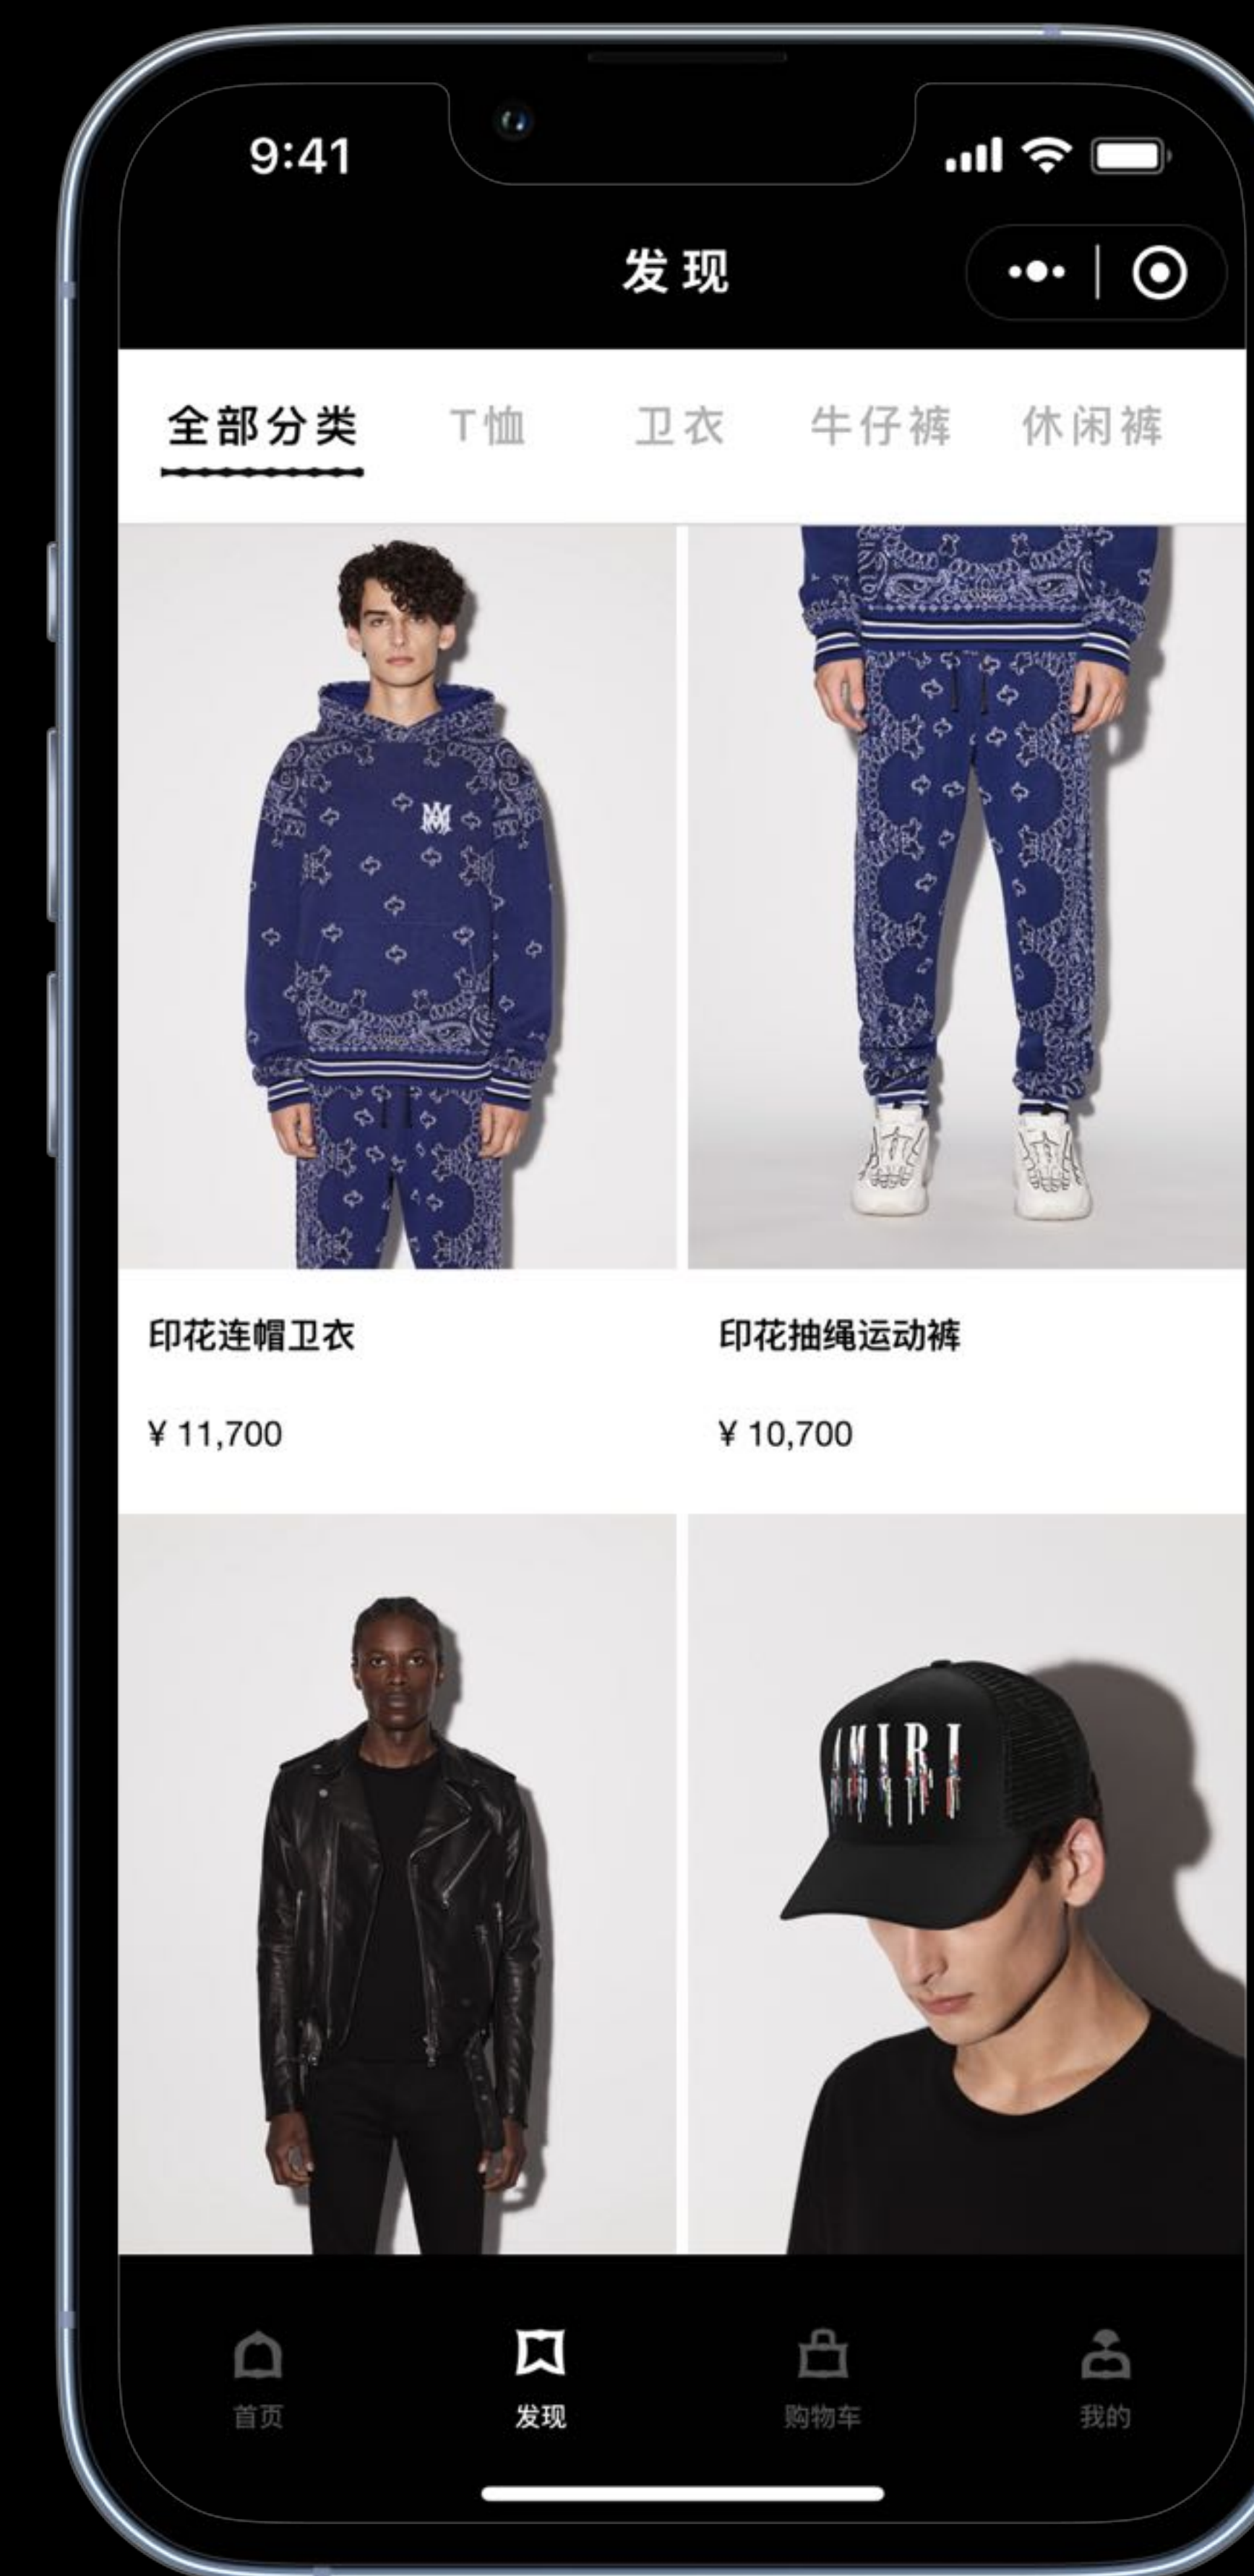 9:41
发现
全部分类 T恤 卫衣 牛仔裤 休闲裤
印花连帽卫衣 印花抽绳运动裤
¥ 11,700 ¥ 10,700
AMIRI
首页 发现 购物车 我的